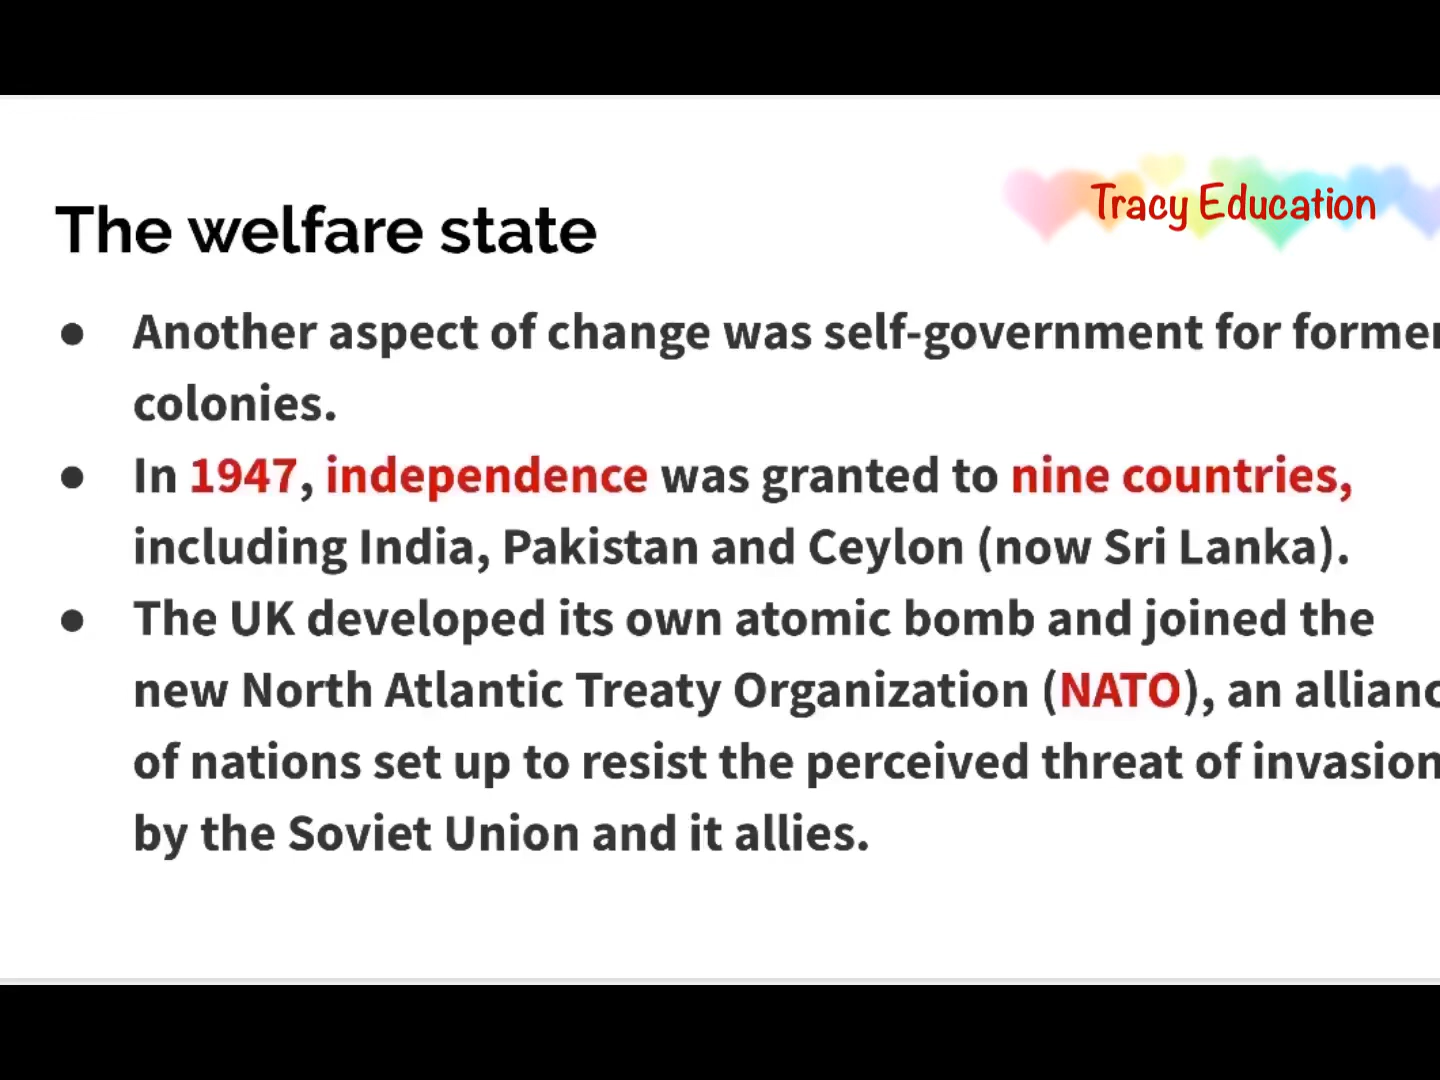 Tracy Education
The welfare state
● Another aspect of change was self-government for former
colonies.
● In 1947, independence was granted to nine countries,
including India, Pakistan and Ceylon (now Sri Lanka).
● The UK developed its own atomic bomb and joined the
new North Atlantic Treaty Organization (NATO), an allianc
of nations set up to resist the perceived threat of invasion
by the Soviet Union and it allies.